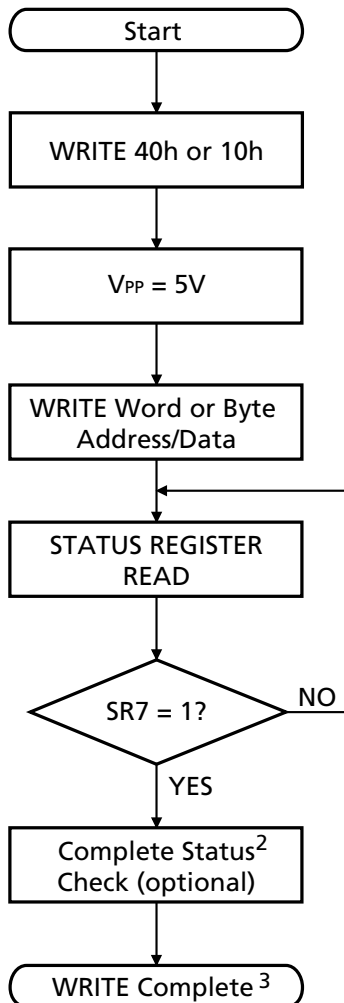 Start
WRITE 40h or 10h
VPP = 5V
WRITE Word or Byte
Address/Data
STATUS REGISTER
READ
SR7 = 1?
NO
YES
Complete Status2
Check (optional)
WRITE Complete 3